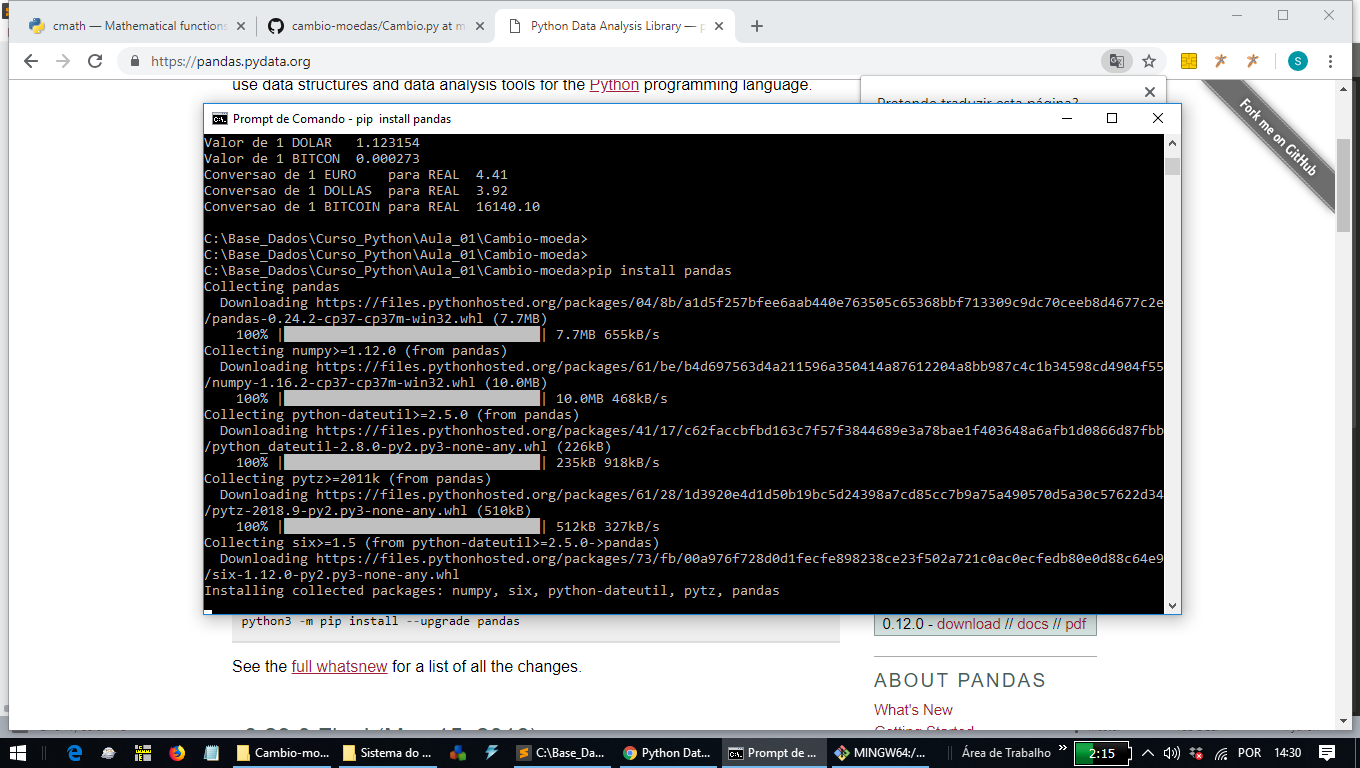 cmath — Mathematical functions
cambio-moedas/Cambio.py at m
Python Data Analysis Library — p
https://pandas.pydata.org
S
use data structures and data analysis tools for the Python programming language.
Pretende traduzir esta página?
Fork me on GitHub
Prompt de Comando - pip install pandas
Valor de 1 DOLAR 1.123154
Valor de 1 BITCON 0.000273
Conversao de 1 EURO para REAL 4.41
Conversao de 1 DOLLAS para REAL 3.92
Conversao de 1 BITCOIN para REAL 16140.10
C:\Base_Dados\Curso_Python\Aula_01\Cambio-moeda>
C:\Base_Dados\Curso_Python\Aula_01\Cambio-moeda>
C:\Base_Dados\Curso_Python\Aula_01\Cambio-moeda>pip install pandas
Collecting pandas
Downloading https://files.pythonhosted.org/packages/04/8b/a1d5f257bfee6aab440e763505c65368bbf713309c9dc70ceeb8d4677c2e
/pandas-0.24.2-cp37-cp37m-win32.whl (7.7MB)
100% || 7.7MB 655kB/s
Collecting numpy>=1.12.0 (from pandas)
Downloading https://files.pythonhosted.org/packages/61/be/b4d697563d4a211596a350414a87612204a8bb987c4c1b34598cd4904f55
/numpy-1.16.2-cp37-cp37m-win32.whl (10.0MB)
100% || 10.0MB 468kB/s
Collecting python-dateutil>=2.5.0 (from pandas)
Downloading https://files.pythonhosted.org/packages/41/17/c62faccbfbd163c7f57f3844689e3a78bae1f403648a6afb1d0866d87fbb
/python_dateutil-2.8.0-py2.py3-none-any.whl (226kB)
100% || 235kB 918kB/s
Collecting pytz>=2011k (from pandas)
Downloading https://files.pythonhosted.org/packages/61/28/1d3920e4d1d50b19bc5d24398a7cd85cc7b9a75a490570d5a30c57622d34
/pytz-2018.9-py2.py3-none-any.whl (510kB)
100% || 512kB 327kB/s
Collecting six>=1.5 (from python-dateutil>=2.5.0->pandas)
Downloading https://files.pythonhosted.org/packages/73/fb/00a976f728d0d1fecfe898238ce23f502a721c0ac0ecfedb80e0d88c64e9
/six-1.12.0-py2.py3-none-any.whl
Installing collected packages: numpy, six, python-dateutil, pytz, pandas
python3 -m pip install --upgrade pandas
0.12.0 - download // docs // pdf
See the full whatsnew for a list of all the changes.
ABOUT PANDAS
What's New
Cambio-mo...
Sistema do ...
C:\Base_Da...
Python Dat...
Prompt de ...
MINGW64:/...
Área de Trabalho
2:15
POR
14:30